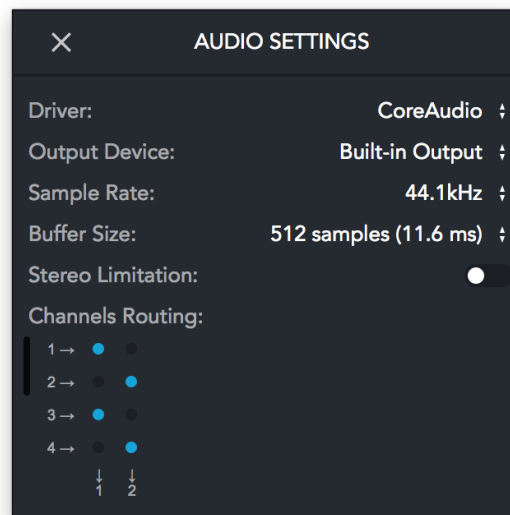 AUDIO SETTINGS
Driver: CoreAudio
Output Device: Built-in Output
Sample Rate: 44.1kHz
Buffer Size: 512 samples (11.6 ms)
Stereo Limitation:
Channels Routing:
1 →
2 →
3 →
4 →
↓ ↓
1 2